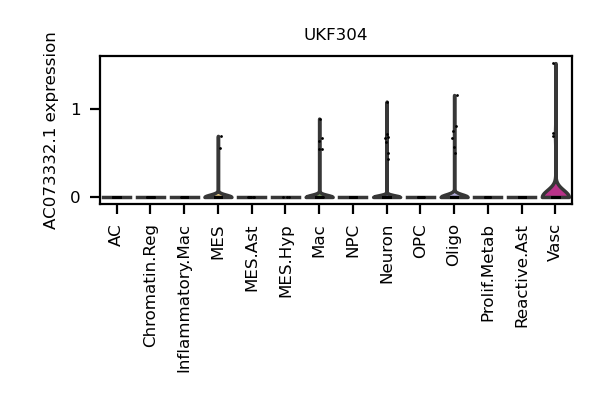 UKF304
AC073332.1 expression
1
0
AC
Chromatin.Reg
Inflammatory.Mac
MES
MES.Ast
MES.Hyp
Mac
NPC
Neuron
OPC
Oligo
Prolif.Metab
Reactive.Ast
Vasc